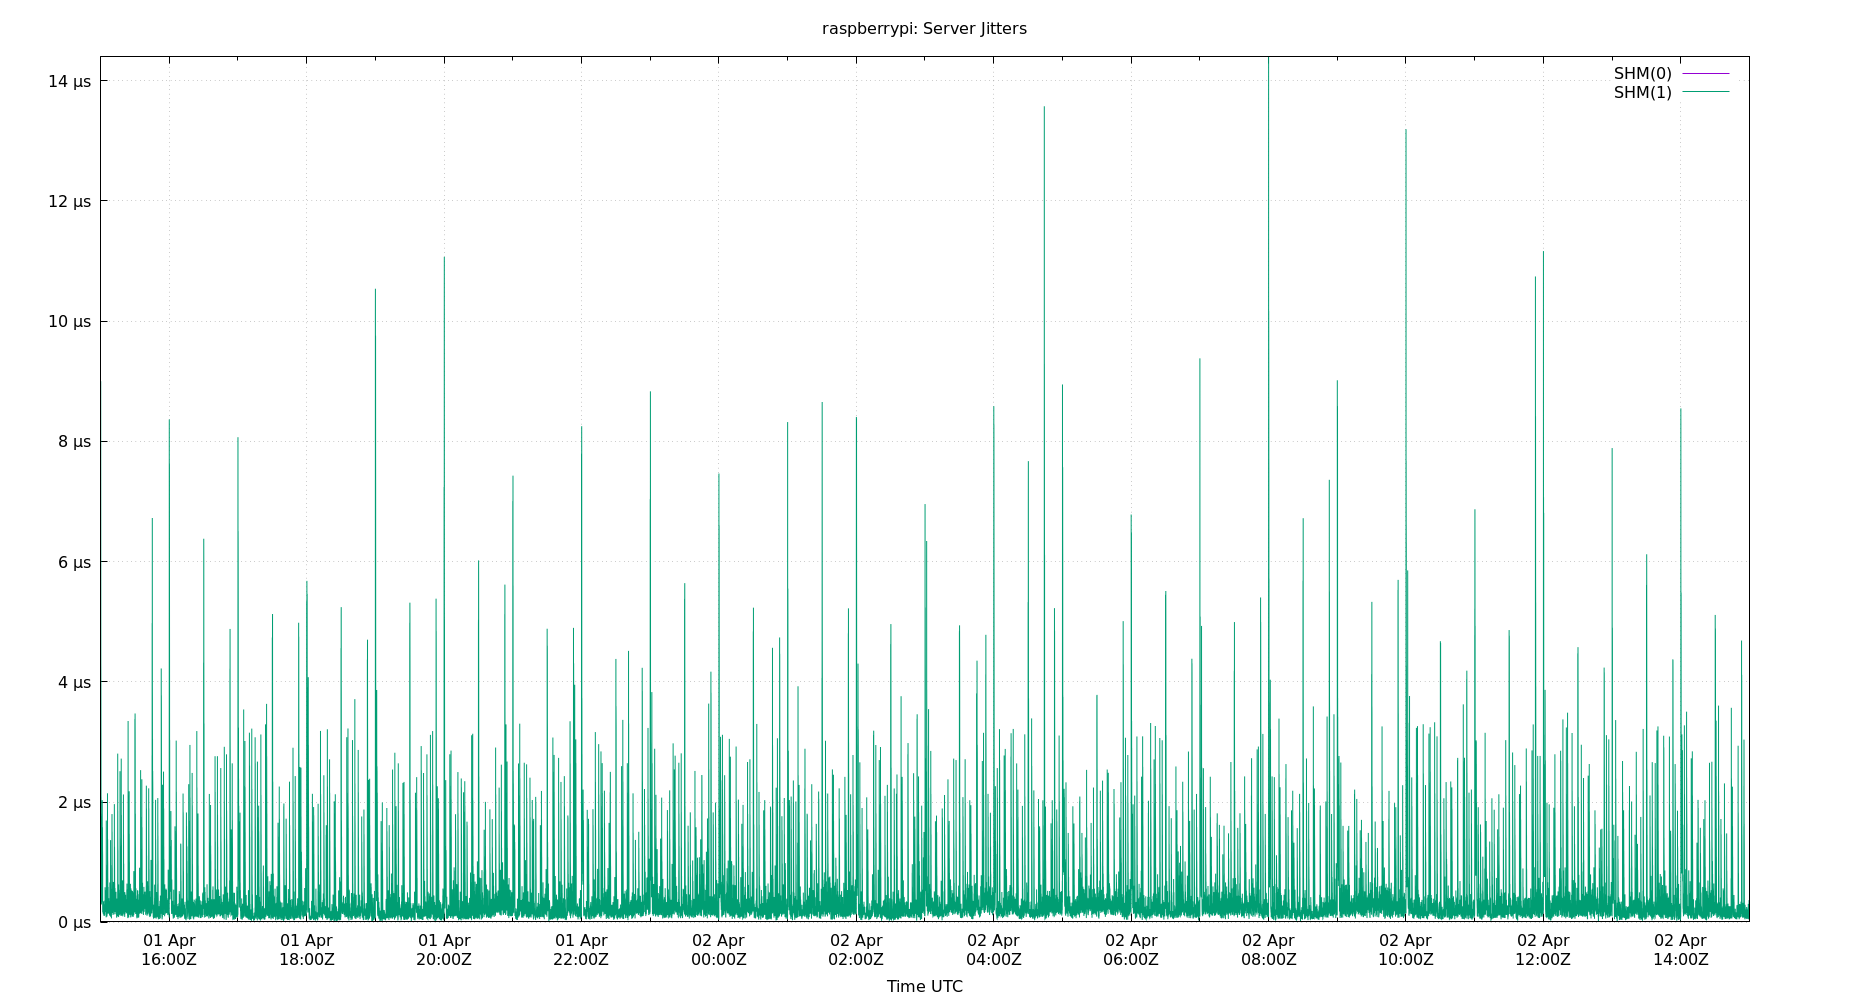 raspberrypi: Server Jitters
SHM(0)
SHM(1)
14 µs
12 µs
10 µs
8 µs
6 µs
4 µs
2 µs
0 µs
01 Apr 01 Apr 01 Apr 01 Apr 02 Apr 02 Apr 02 Apr 02 Apr 02 Apr 02 Apr 02 Apr 02 Apr
16:00Z 18:00Z 20:00Z 22:00Z 00:00Z 02:00Z 04:00Z 06:00Z 08:00Z 10:00Z 12:00Z 14:00Z
Time UTC